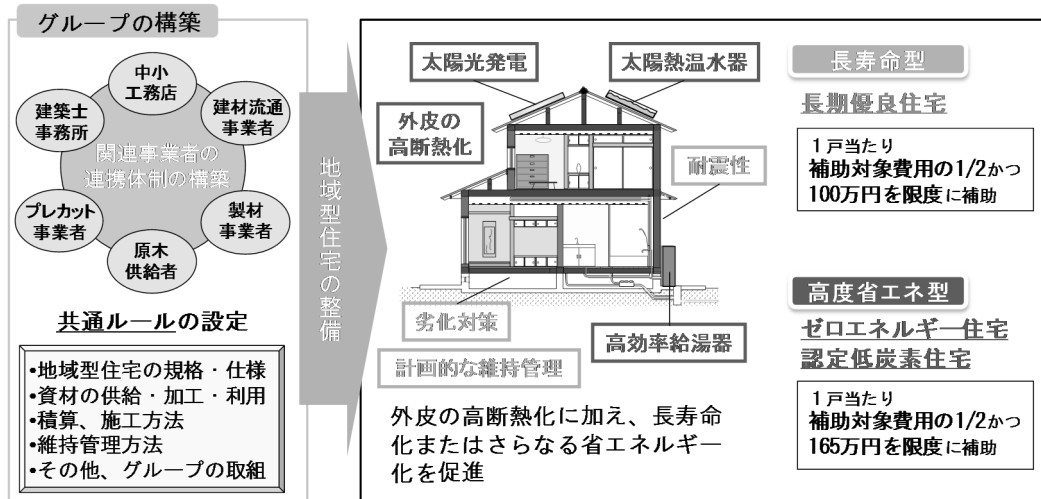 グループの構築
中小
工務店
建築士
事務所
建材流通
事業者
関連事業者の
連携体制の構築
プレカット
事業者
製材
事業者
原木
供給者
共通ルールの設定
•地域型住宅の規格・仕様
•資材の供給・加工・利用
•積算、施工方法
•維持管理方法
•その他、グループの取組
地域型住宅の整備
太陽光発電
太陽熱温水器
外皮の
高断熱化
耐震性
劣化対策
高効率給湯器
計画的な維持管理
外皮の高断熱化に加え、長寿命
化またはさらなる省エネルギー
化を促進
長寿命型
長期優良住宅
1戸当たり
補助対象費用の1/2かつ
100万円を限度に補助
高度省エネ型
ゼロエネルギー住宅
認定低炭素住宅
1戸当たり
補助対象費用の1/2かつ
165万円を限度に補助